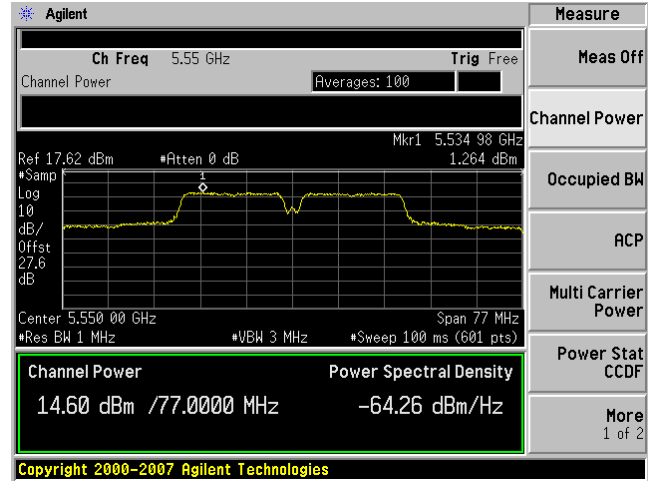 Agilent
Measure
Ch Freq 5.55 GHz Trig Free
Channel Power Averages: 100
Mkr1 5.534 98 GHz
Ref 17.62 dBm #Atten 0 dB 1.264 dBm
#Samp
Log
10
dB/
Offst
27.6
dB
1
Center 5.550 00 GHz Span 77 MHz
#Res BW 1 MHz #VBW 3 MHz #Sweep 100 ms (601 pts)
Channel Power Power Spectral Density
14.60 dBm /77.0000 MHz -64.26 dBm/Hz
Copyright 2000-2007 Agilent Technologies
Meas Off
Channel Power
Occupied BW
ACP
Multi Carrier
Power
Power Stat
CCDF
More
1 of 2